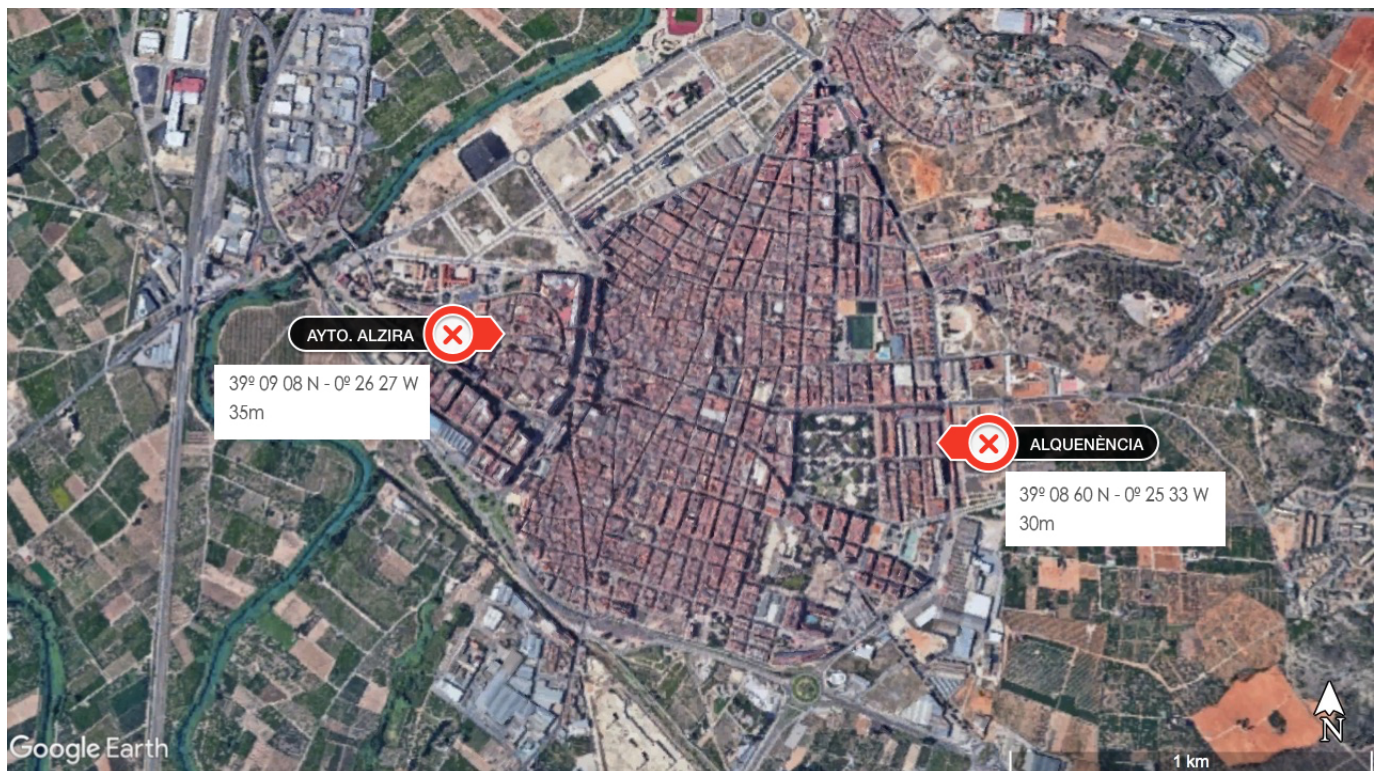 AYTO. ALZIRA
39º 09 08 N - 0º 26 27 W
35m
ALQUENÈNCIA
39º 08 60 N - 0º 25 33 W
30m
N
Google Earth
1 km